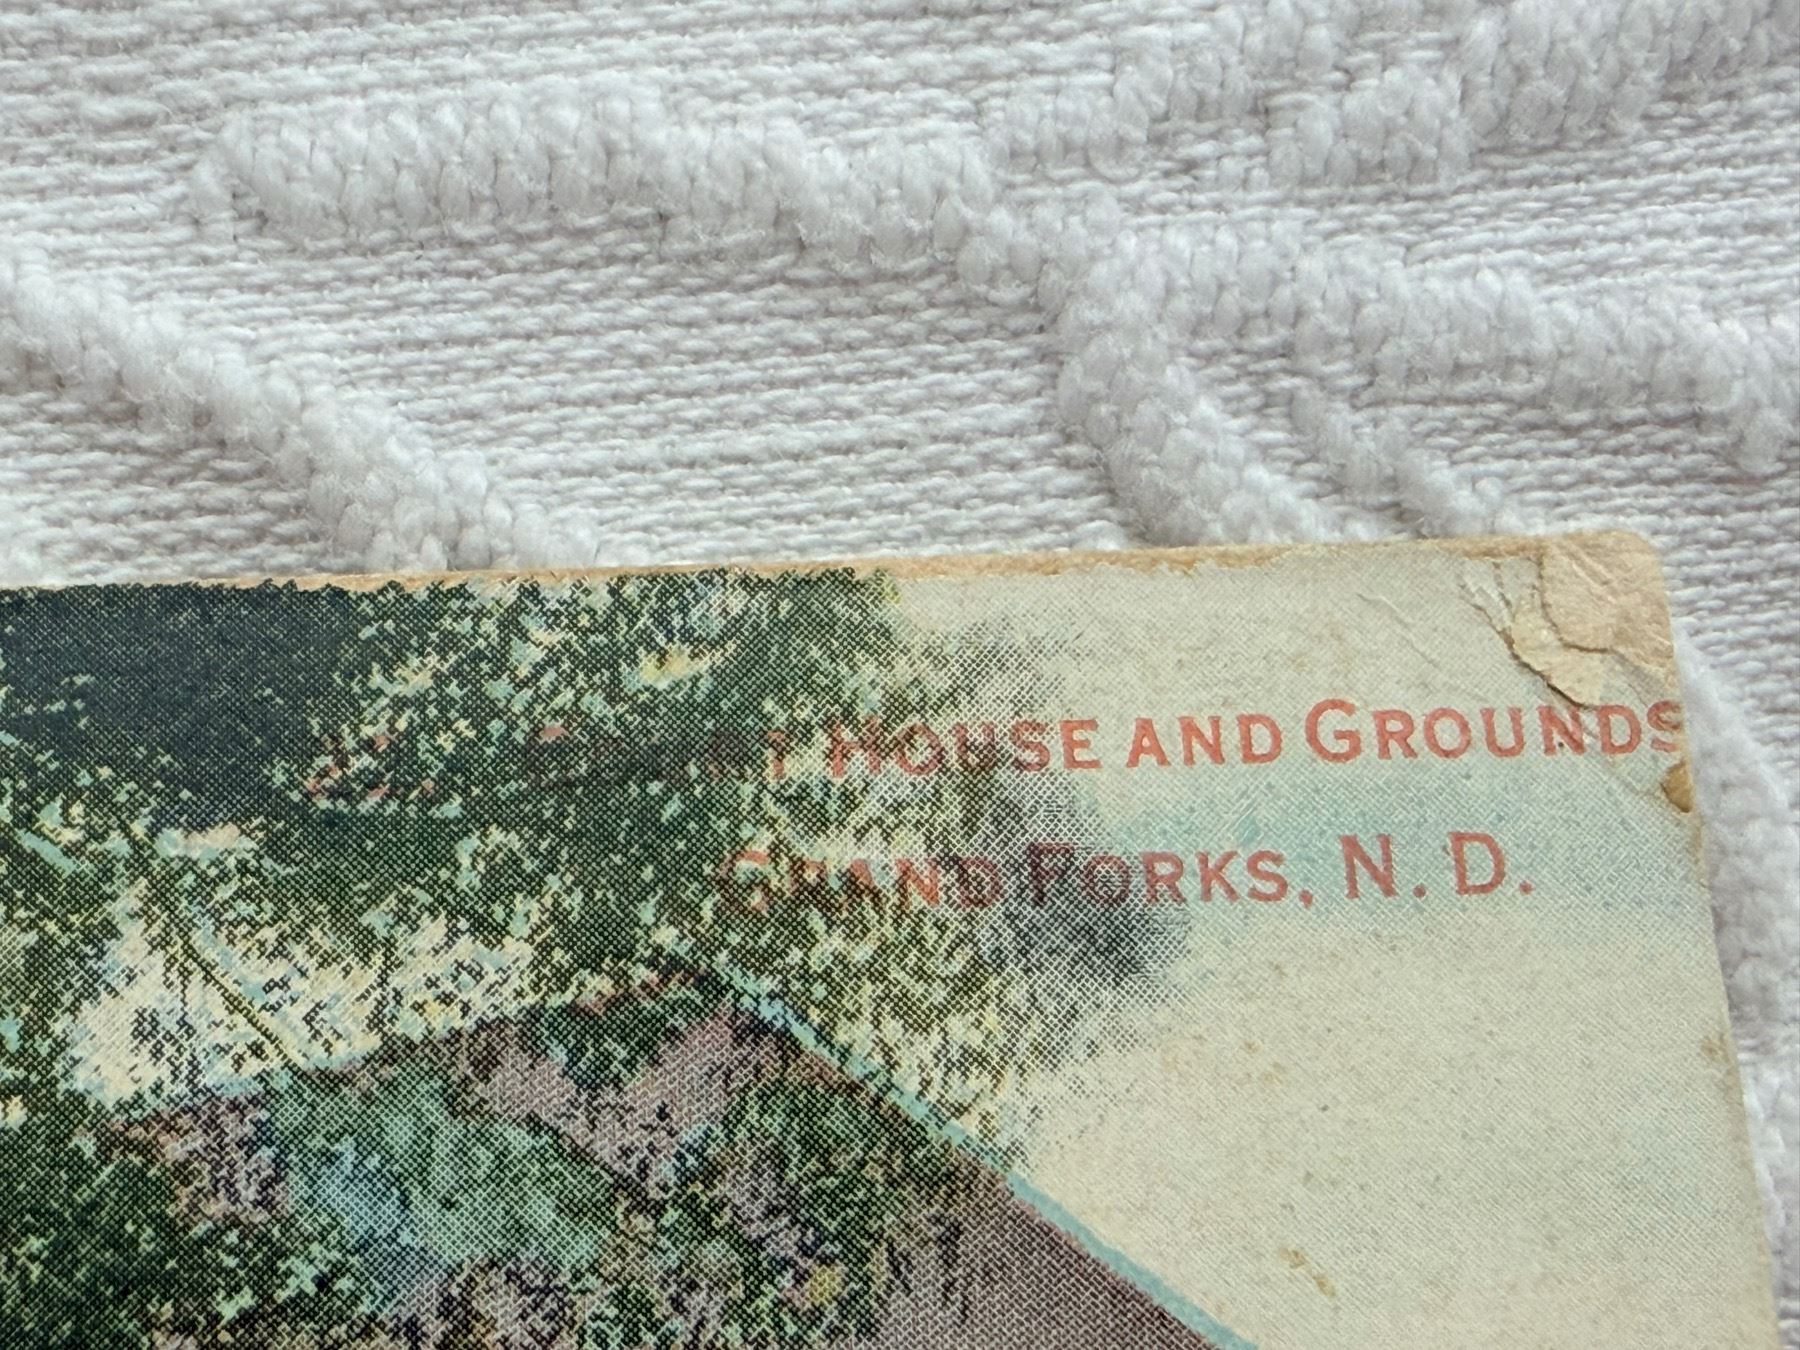 HOUSE AND GROUNDS
GRAND FORKS, N. D.